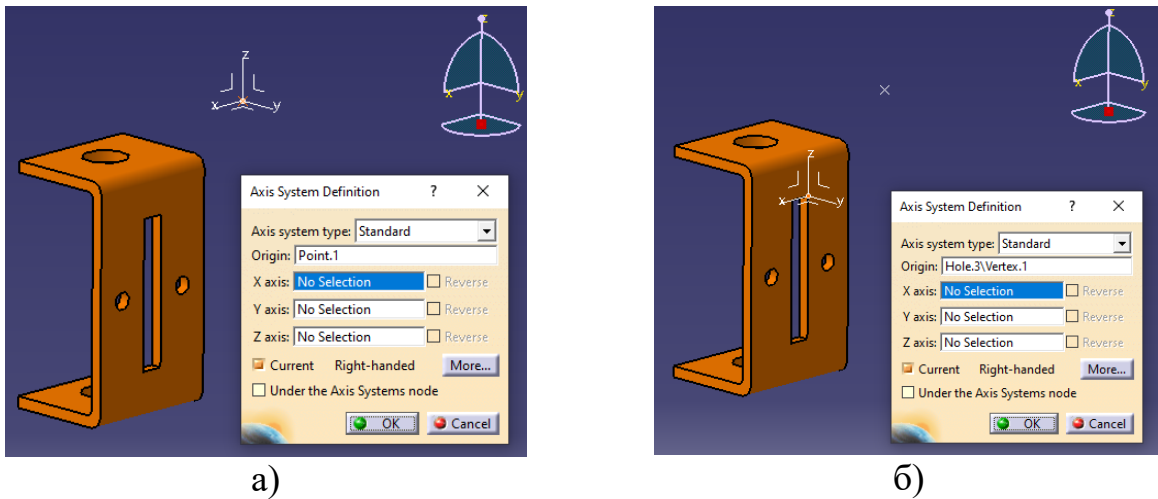 z
x
y
z
x
y
Axis System Definition ? ×
Axis system type: Standard
Origin: Point.1
X axis: No Selection Reverse
Y axis: No Selection Reverse
Z axis: No Selection Reverse
Current Right-handed More...
Under the Axis Systems node
OK Cancel
а)
z
x
y
z
x
y
Axis System Definition ? ×
Axis system type: Standard
Origin: Hole.3\Vertex.1
X axis: No Selection Reverse
Y axis: No Selection Reverse
Z axis: No Selection Reverse
Current Right-handed More...
Under the Axis Systems node
OK Cancel
б)